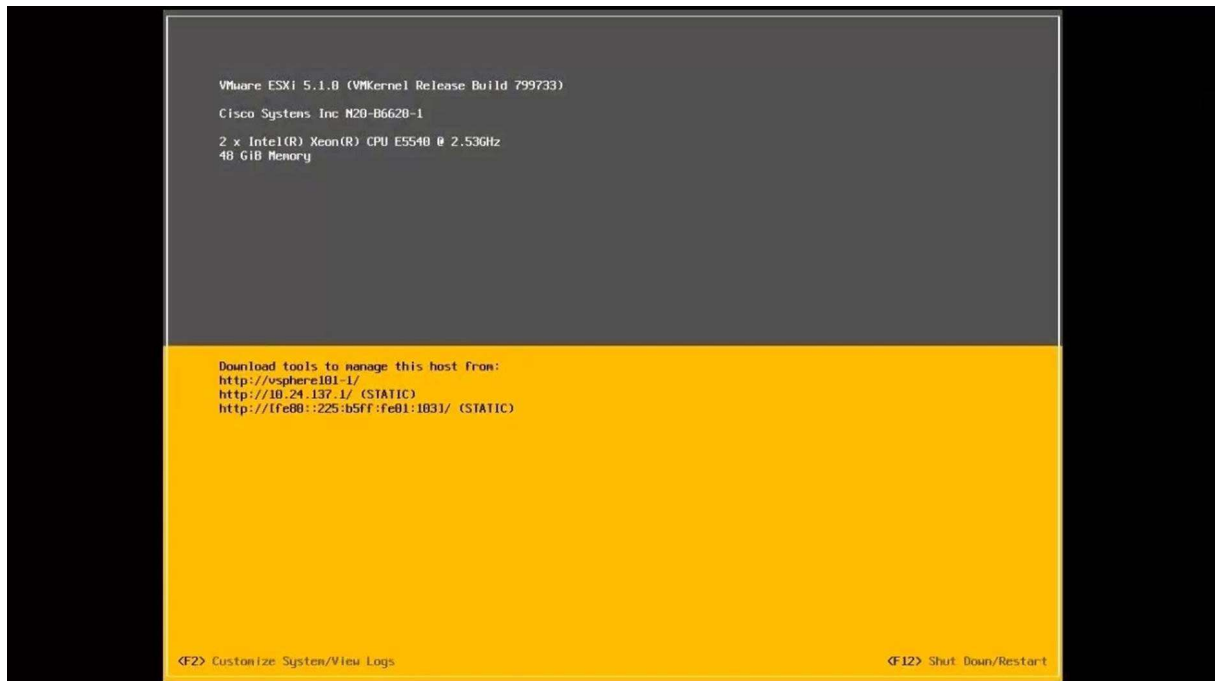 VMware ESXi 5.1.0 (VMKernel Release Build 799733)
Cisco Systems Inc N20-B6620-1
2 x Intel(R) Xeon(R) CPU E5540 @ 2.53GHz
48 GiB Memory
Download tools to manage this host from:
http://vsphere101-1/
http://10.24.137.1/ (STATIC)
http://[fe80::225:b5ff:fe01:103]/ (STATIC)
<F2> Customize System/View Logs
<F12> Shut Down/Restart